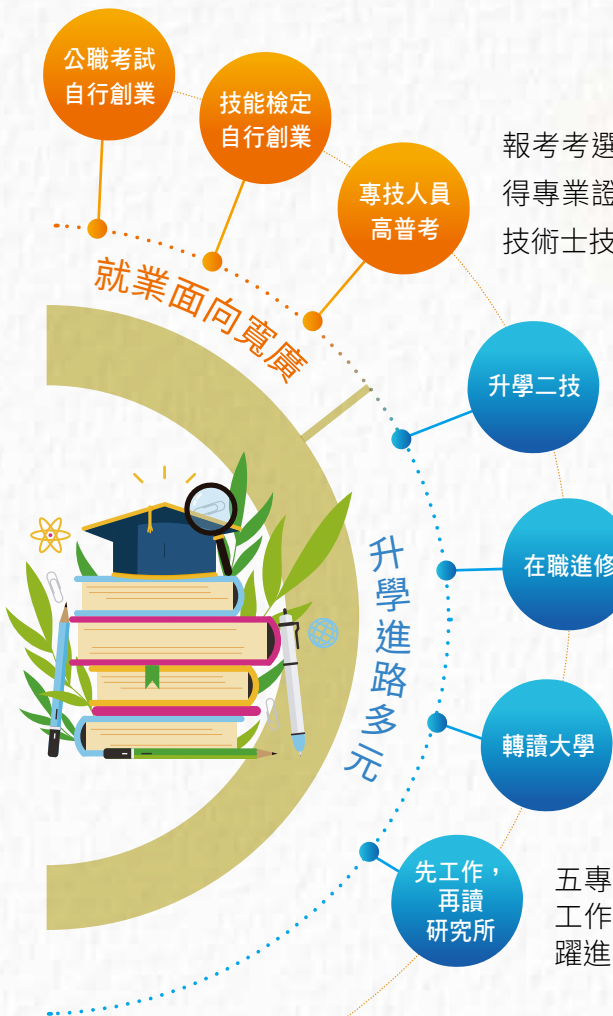 公職考試
自行創業
技能檢定
自行創業
專技人員
高普考
報考考選
得專業證
技術士技
就業面向寬廣
升學二技
在職進修
升學進路多元
轉讀大學
先工作，
再讀
研究所
五專
工作
躍進